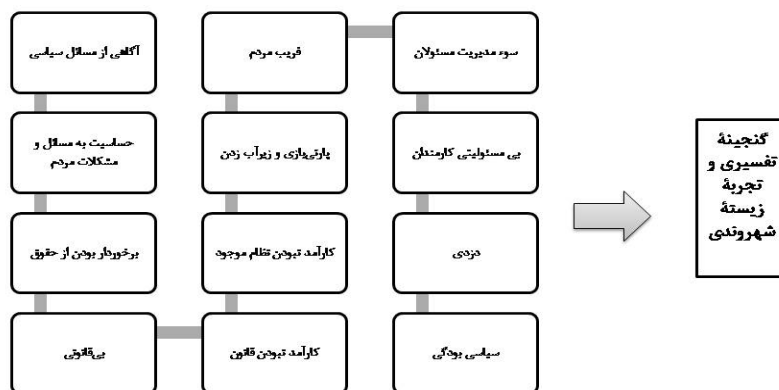 سوء مدیریت مسئولان
فریب مردم
آگاهی از مسائل سیاسی
بی مسئولیتی کارمندان
پارتی‌بازی و زیرآب زدن
حساسیت به مسائل و
مشکلات مردم
دزدی
کارآمد نبودن نظام موجود
برخوردار بودن از حقوق
سیاسی بودگی
کارآمد نبودن قانون
بی‌قانونی
گنجینهٔ
تفسیری و
تجربهٔ
زیستهٔ
شهروندی